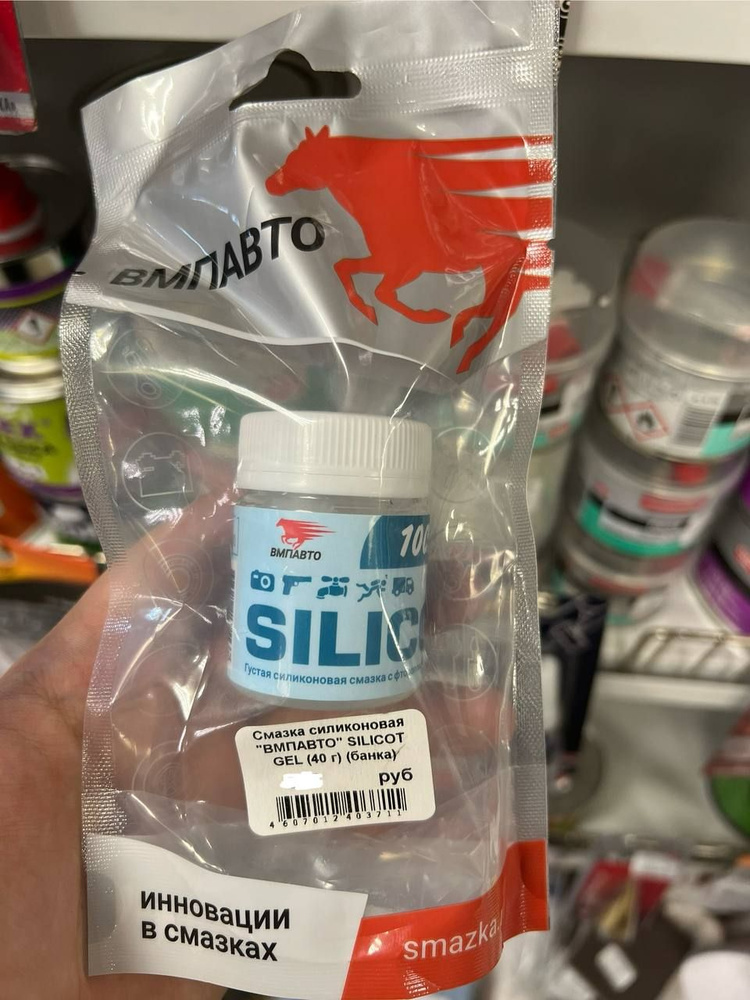 ВМПАВТО
ВМПАВТО
100
SILIC
Густая силиконовая смазка с
Смазка силиконовая
"ВМПАВТО" SILICOT
GEL (40 г) (банка)
руб
4607012403711
инновации
в смазках
smazka.